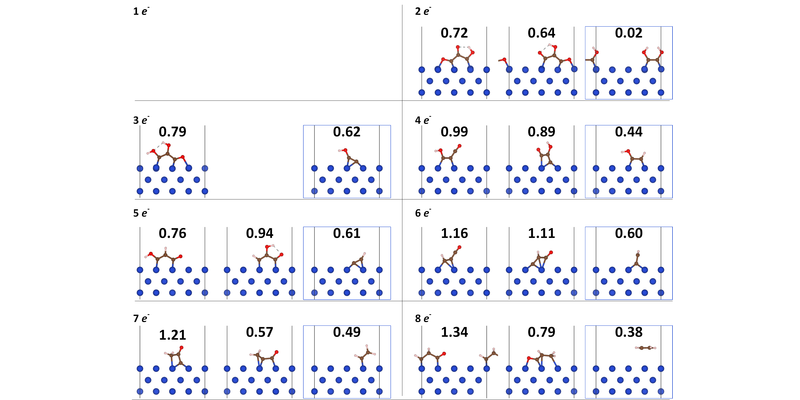 1 e-
2 e-
0.72 0.64 0.02
3 e-
0.79 0.62
4 e-
0.99 0.89 0.44
5 e-
0.76 0.94 0.61
6 e-
1.16 1.11 0.60
7 e-
1.21 0.57 0.49
8 e-
1.34 0.79 0.38